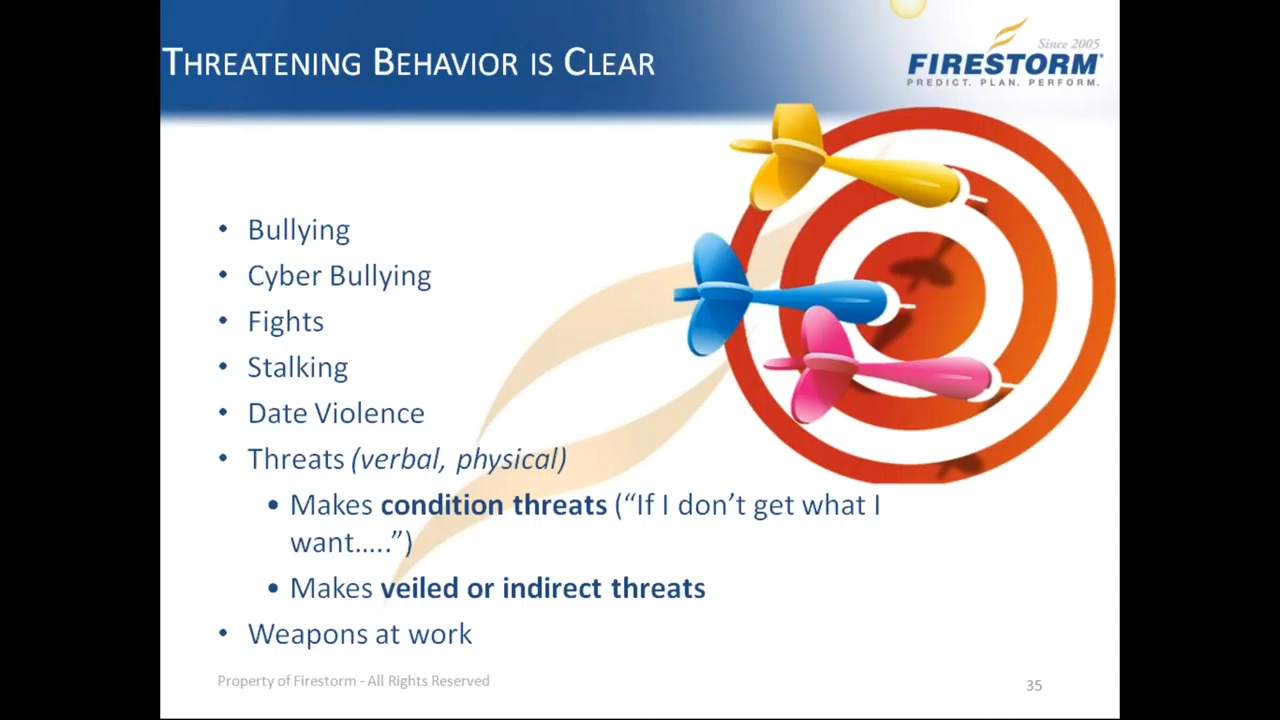 THREATENING BEHAVIOR IS CLEAR
Since 2005
FIRESTORM®
PREDICT. PLAN. PERFORM.
• Bullying
• Cyber Bullying
• Fights
• Stalking
• Date Violence
• Threats (verbal, physical)
• Makes condition threats (“If I don’t get what I
want.....”)
• Makes veiled or indirect threats
• Weapons at work
Property of Firestorm - All Rights Reserved
35